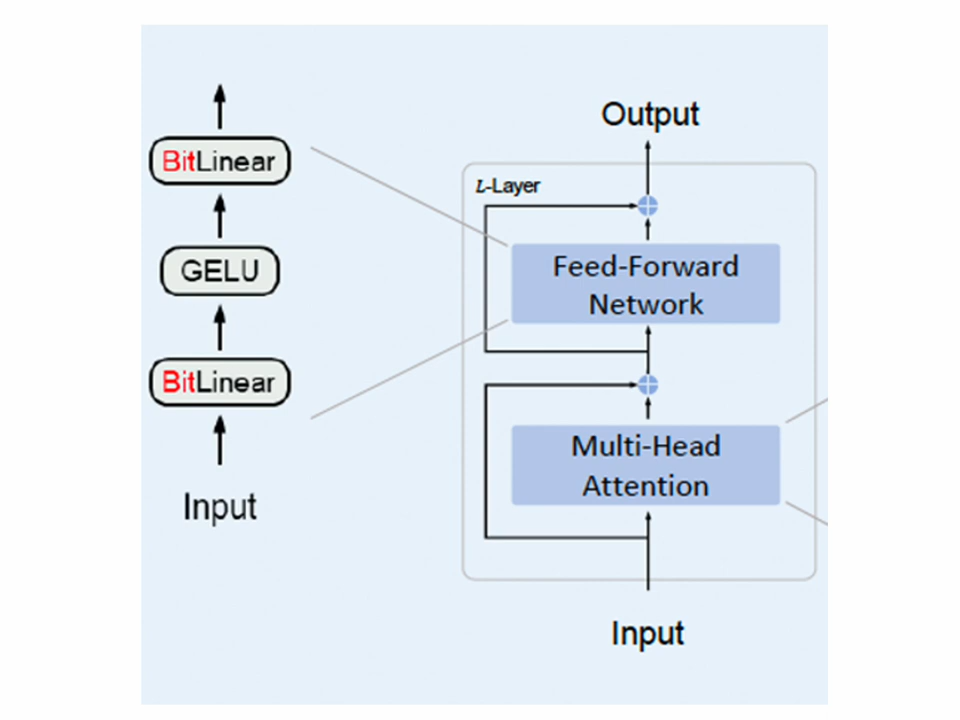 BitLinear
GELU
BitLinear
Input
Output
L-Layer
Feed-Forward
Network
Multi-Head
Attention
Input